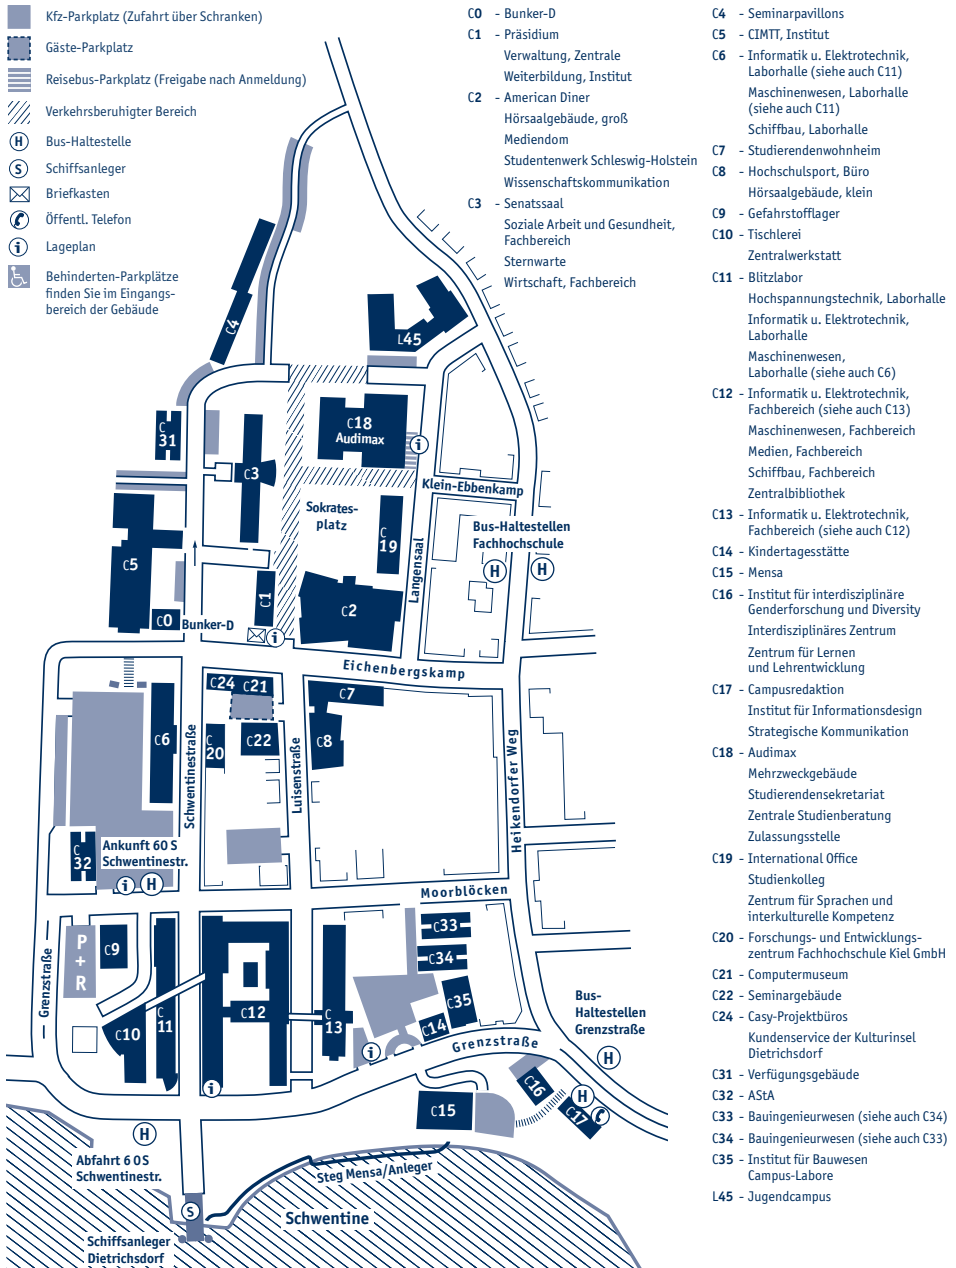 Kfz-Parkplatz (Zufahrt über Schranken)
Gäste-Parkplatz
Reisebus-Parkplatz (Freigabe nach Anmeldung)
Verkehrsberuhigter Bereich
H Bus-Haltestelle
S Schiffsanleger
Briefkasten
Öffentl. Telefon
i Lageplan
Behinderten-Parkplätze
finden Sie im Eingangs-
bereich der Gebäude
C0 - Bunker-D
C1 - Präsidium
Verwaltung, Zentrale
Weiterbildung, Institut
C2 - American Diner
Hörsaalgebäude, groß
Mediendom
Studentenwerk Schleswig-Holstein
Wissenschaftskommunikation
C3 - Senatssaal
Soziale Arbeit und Gesundheit,
Fachbereich
Sternwarte
Wirtschaft, Fachbereich
C4 - Seminarpavillons
C5 - CIMTT, Institut
C6 - Informatik u. Elektrotechnik,
Laborhalle (siehe auch C11)
Maschinenwesen, Laborhalle
(siehe auch C11)
Schiffbau, Laborhalle
C7 - Studierendenwohnheim
C8 - Hochschulsport, Büro
Hörsaalgebäude, klein
C9 - Gefahrstofflager
C10 - Tischlerei
Zentralwerkstatt
C11 - Blitzlabor
Hochspannungstechnik, Laborhalle
Informatik u. Elektrotechnik,
Laborhalle
Maschinenwesen,
Laborhalle (siehe auch C6)
C12 - Informatik u. Elektrotechnik,
Fachbereich (siehe auch C13)
Maschinenwesen, Fachbereich
Medien, Fachbereich
Schiffbau, Fachbereich
Zentralbibliothek
C13 - Informatik u. Elektrotechnik,
Fachbereich (siehe auch C12)
C14 - Kindertagesstätte
C15 - Mensa
C16 - Institut für interdisziplinäre
Genderforschung und Diversity
Interdisziplinäres Zentrum
Zentrum für Lernen
und Lehrentwicklung
C17 - Campusredaktion
Institut für Informationsdesign
Strategische Kommunikation
C18 - Audimax
Mehrzweckgebäude
Studierendensekretariat
Zentrale Studienberatung
Zulassungsstelle
C19 - International Office
Studienkolleg
Zentrum für Sprachen und
interkulturelle Kompetenz
C20 - Forschungs- und Entwicklungs-
zentrum Fachhochschule Kiel GmbH
C21 - Computermuseum
C22 - Seminargebäude
C24 - Casy-Projektbüros
Kundenservice der Kulturinsel
Dietrichsdorf
C31 - Verfügungsgebäude
C32 - AStA
C33 - Bauingenieurwesen (siehe auch C34)
C34 - Bauingenieurwesen (siehe auch C33)
C35 - Institut für Bauwesen
Campus-Labore
L45 - Jugendcampus
C4
L45
C18
Audimax
i
C
31
C3
Klein-Ebbenkamp
Sokrates-
platz
C
19
Bus-Haltestellen
Fachhochschule
H
H
Langensaal
C5
C1
C2
C0
Bunker-D
i
Eichenbergskamp
C24
C21
C7
C6
C
20
C22
C8
Schwentinestraße
Luisenstraße
Heikendorfer Weg
C
32
Ankunft 60 S
Schwentinestr.
i
H
Moorblöcken
P
+
R
C9
Grenzstraße
C33
C34
C35
C10
C
11
C12
C
13
C14
i
Grenzstraße
Bus-
Haltestellen
Grenzstraße
H
i
C16
H
C17
C15
H
Abfahrt 60S
Schwentinestr.
Steg Mensa/Anleger
S
Schwentine
Schiffsanleger
Dietrichsdorf